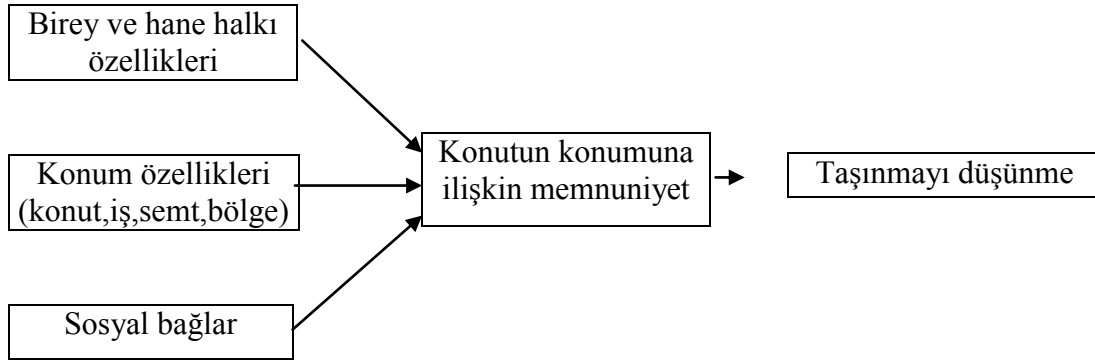 Birey ve hane halkı
özellikleri
Konum özellikleri
(konut,iş,semt,bölge)
Sosyal bağlar
Konutun konumuna
ilişkin memnuniyet
Taşınmayı düşünme